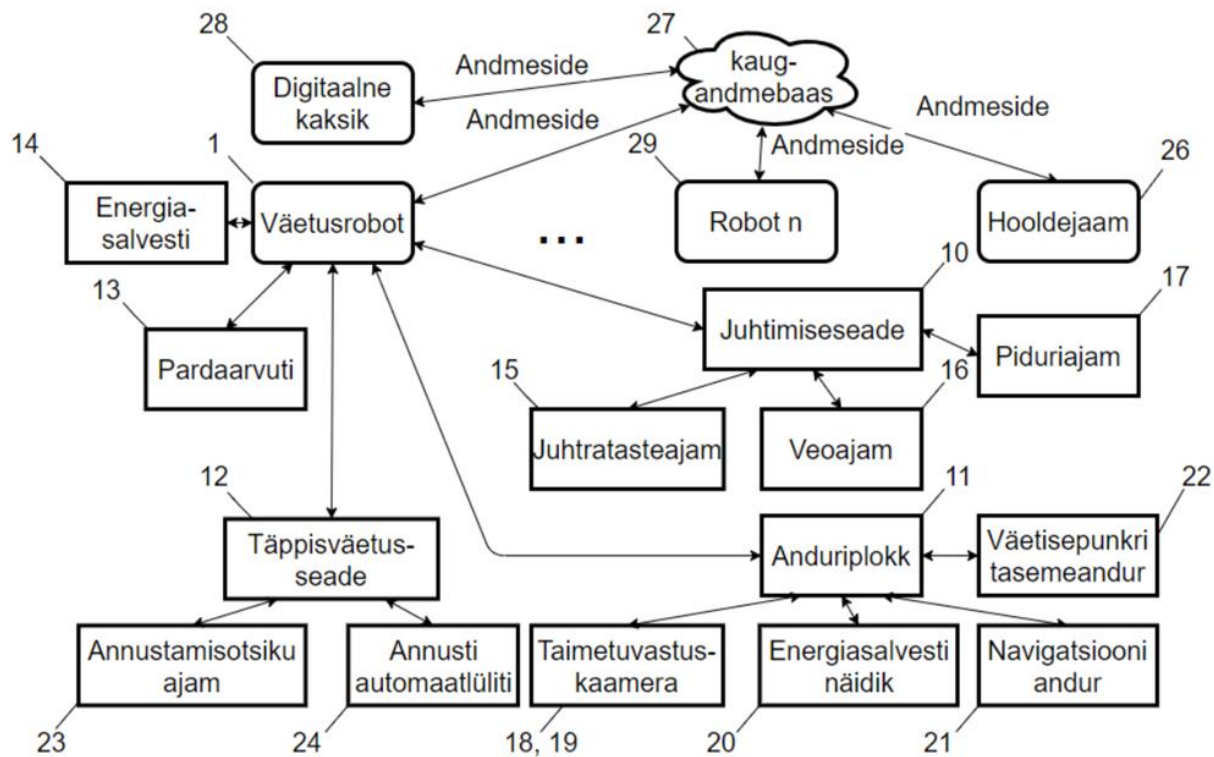 28
27
Andmeside
kaug-
andmebaas
Digitaalne
kaksik
Andmeside
Andmeside
14
1
29
Andmeside
26
Energia-
salvesti
Väetusrobot
...
Robot n
Hooldejaam
13
10
17
Pardaarvuti
Juhtimiseseade
Piduriajam
15
16
Juhtratasteajam
Veoajam
12
11
22
Täppisväetus-
seade
Anduriplokk
Väetisepunkri
tasemeandur
Annustamisotsiku
ajam
Annusti
automaatlüliti
Taimetuvastus-
kaamera
Energiasalvesti
näidik
Navigatsiooni
andur
23
24
18, 19
20
21